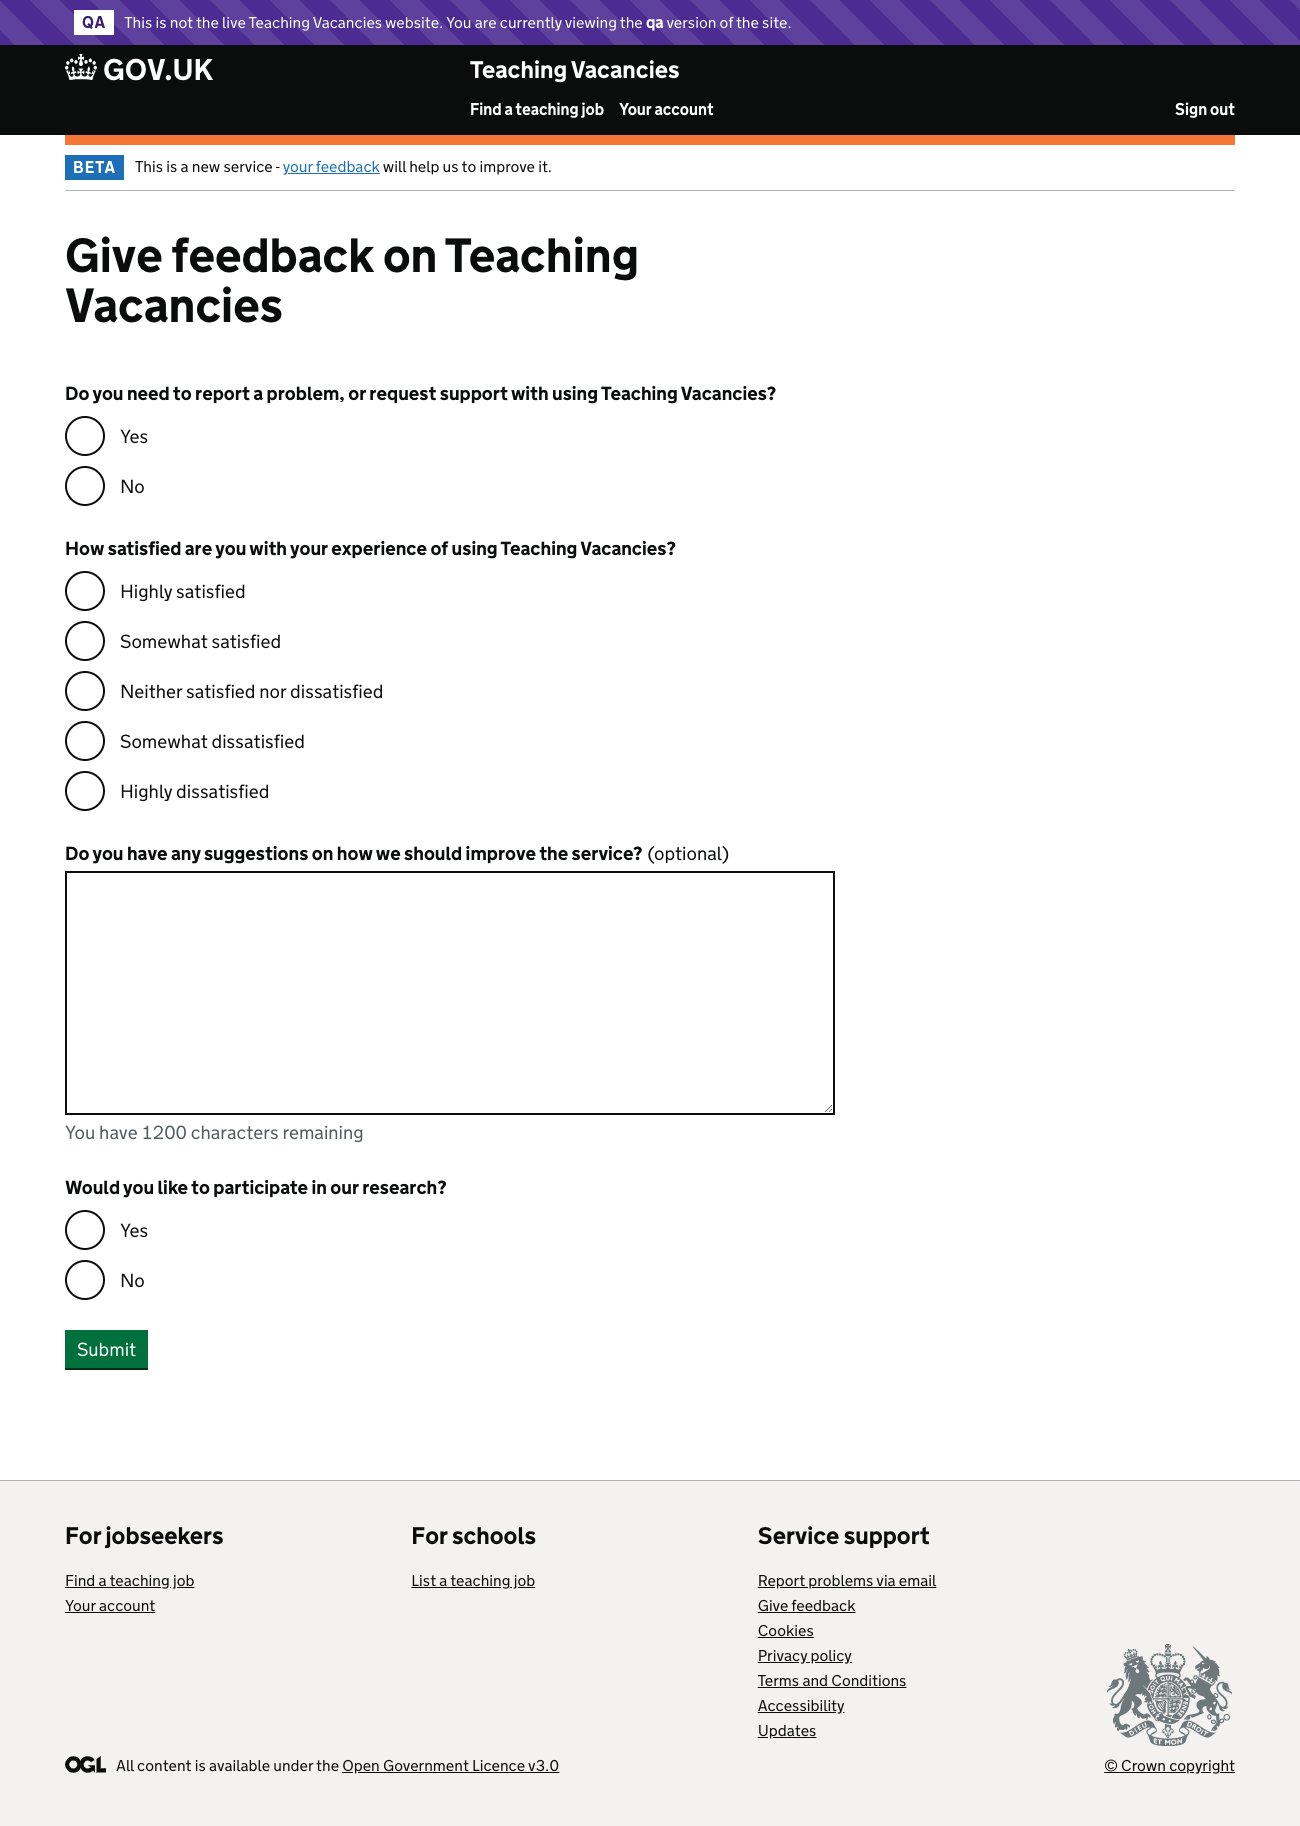 QA This is not the live Teaching Vacancies website. You are currently viewing the qa version of the site.
GOV.UK Teaching Vacancies
Find a teaching job Your account Sign out
BETA This is a new service - your feedback will help us to improve it.
Give feedback on Teaching
Vacancies
Do you need to report a problem, or request support with using Teaching Vacancies?
Yes
No
How satisfied are you with your experience of using Teaching Vacancies?
Highly satisfied
Somewhat satisfied
Neither satisfied nor dissatisfied
Somewhat dissatisfied
Highly dissatisfied
Do you have any suggestions on how we should improve the service? (optional)
You have 1200 characters remaining
Would you like to participate in our research?
Yes
No
Submit
For jobseekers
Find a teaching job
Your account
For schools
List a teaching job
Service support
Report problems via email
Give feedback
Cookies
Privacy policy
Terms and Conditions
Accessibility
Updates
DIEU ET MON DROIT
OGL All content is available under the Open Government Licence v3.0
© Crown copyright